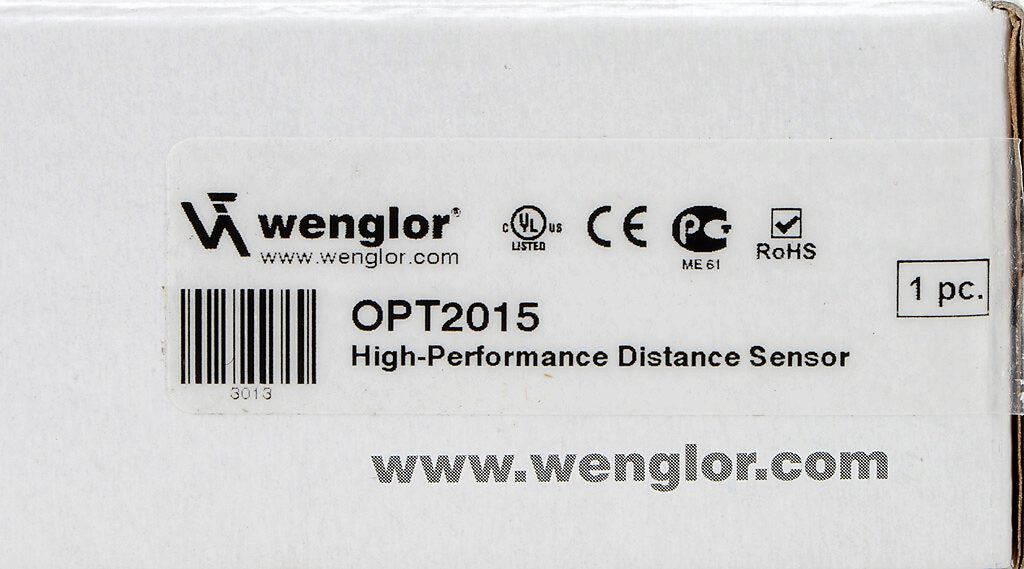 wenglor®
www.wenglor.com
c UL US
LISTED
CE
PC
ME 61
RoHS
1 pc.
OPT2015
High-Performance Distance Sensor
3013
www.wenglor.com